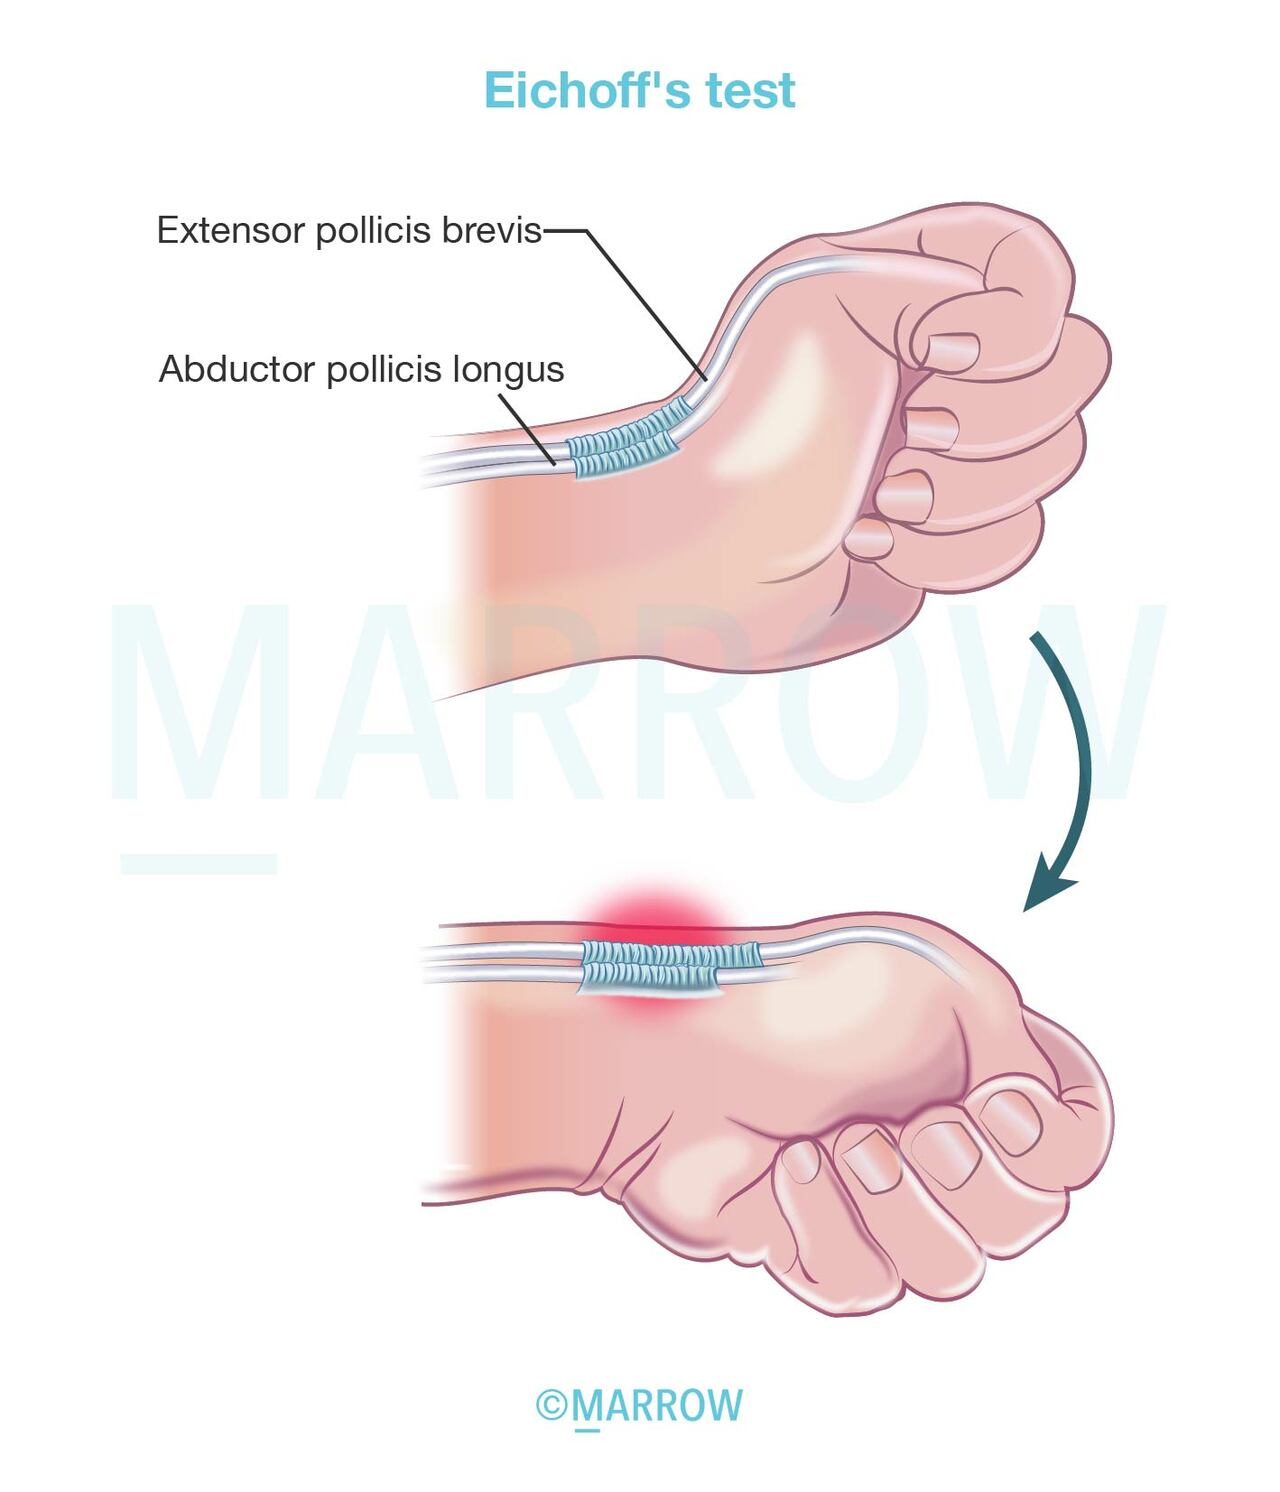 Eichoff's test
Extensor pollicis brevis
Abductor pollicis longus
MARROW
©MARROW